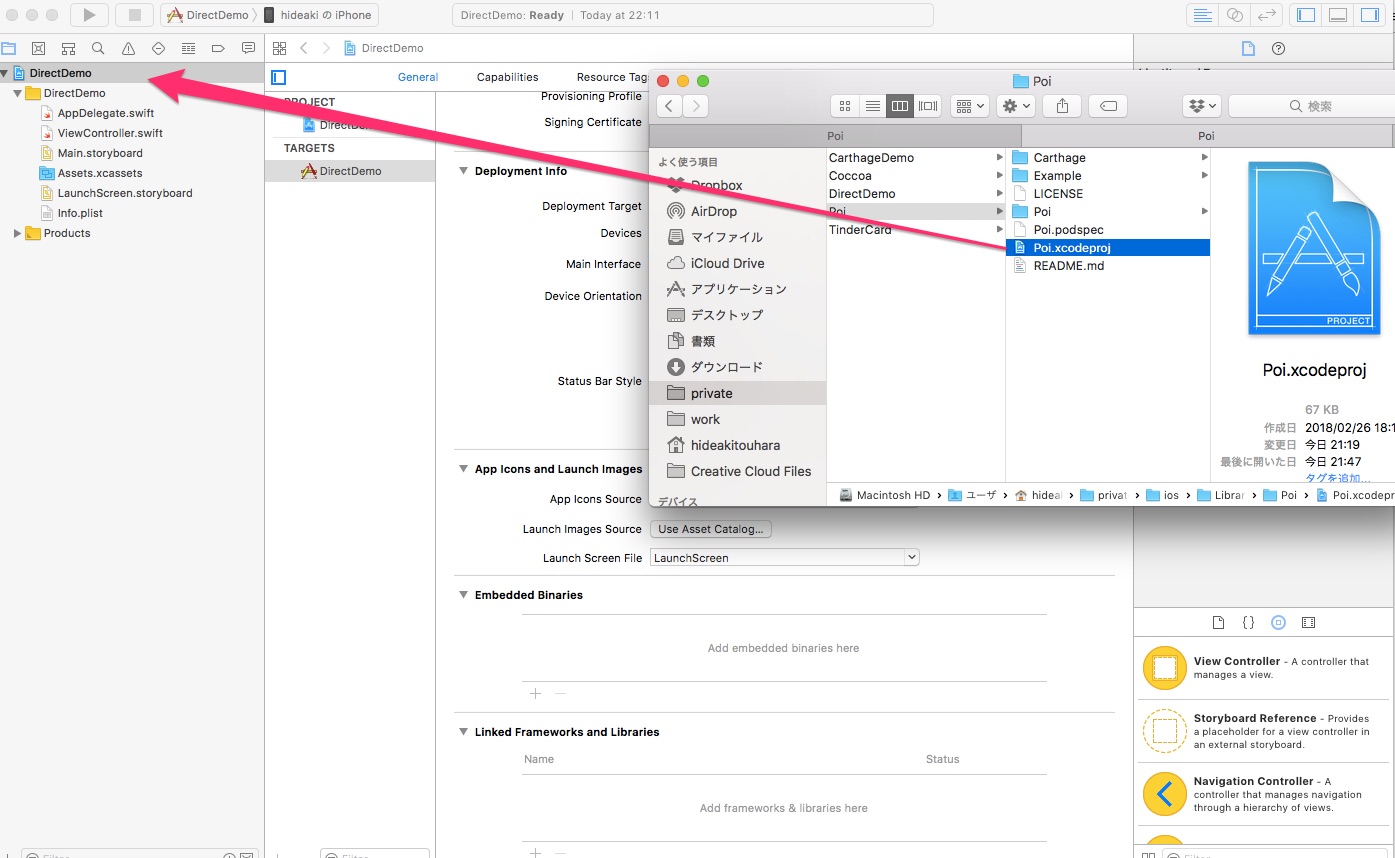 DirectDemo 〉 hideaki の iPhone
DirectDemo: Ready | Today at 22:11
DirectDemo
DirectDemo
AppDelegate.swift
ViewController.swift
Main.storyboard
Assets.xcassets
LaunchScreen.storyboard
Info.plist
Products
DirectDemo
General
Capabilities
Resource Tags
PROJECT
TARGETS
DirectDemo
Provisioning Profile
Signing Certificate
Deployment Info
Deployment Target
Devices
Main Interface
Device Orientation
Status Bar Style
App Icons and Launch Images
App Icons Source
Launch Images Source
Use Asset Catalog...
Launch Screen File
LaunchScreen
Embedded Binaries
Add embedded binaries here
Linked Frameworks and Libraries
Name
Status
Add frameworks & libraries here
Poi
検索
Poi
Poi
よく使う項目
Dropbox
AirDrop
マイファイル
iCloud Drive
アプリケーション
デスクトップ
書類
ダウンロード
private
work
hideakitouhara
Creative Cloud Files
デバイス
CarthageDemo
Coccoa
DirectDemo
Poi
TinderCard
Carthage
Example
LICENSE
Poi
Poi.podspec
Poi.xcodeproj
README.md
PROJECT
Poi.xcodeproj
67 KB
作成日 2018/02/26 18:1
変更日 今日 21:19
最後に開いた日 今日 21:47
タグを追加...
Macintosh HD › ユーザ › hideal › privat › ios › Librar › Poi › Poi.xcodepr
{}
View Controller - A controller that
manages a view.
Storyboard Reference - Provides
a placeholder for a view controller in
an external storyboard.
Navigation Controller - A
controller that manages navigation
through a hierarchy of views.